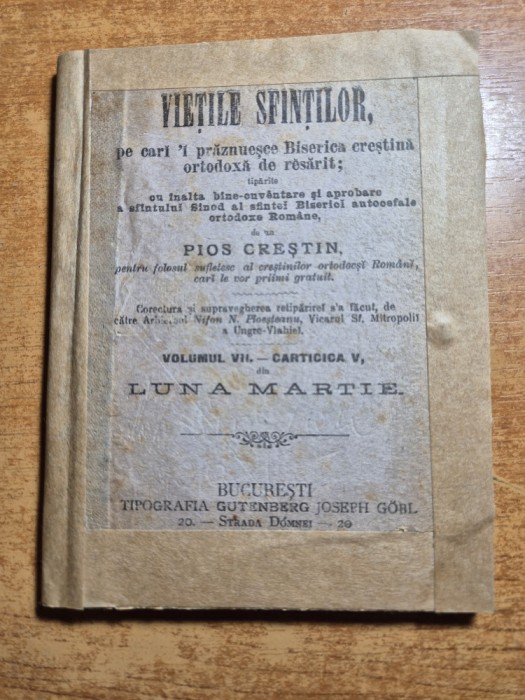 VIEȚILE SFINȚILOR,
pe cari 'i prăznuesce Biserica creștină
ortodoxă de rĕsărit;
tipărite
cu înalta bine-cuvêntare și aprobare
a sfîntului Sinod al sfintei Biserici autocefale
ortodoxe Române,
de un
PIOS CREȘTIN,
pentru folosul sufletesc al creștinilor ortodocși Români,
cari le vor priimi gratuit.
Corectura și supravegherea retipărirei s'a făcut, de
către Arhiereul Nifon N. Ploeșteanu, Vicarul Sf. Mitropolii
a Ungro-Vlahiei.
VOLUMUL VII. — CARTICICA V,
din
LUNA MARTIE.
BUCUREȘTI
TIPOGRAFIA GUTENBERG JOSEPH GÖBL
20. — STRADA DÓMNEI — 20